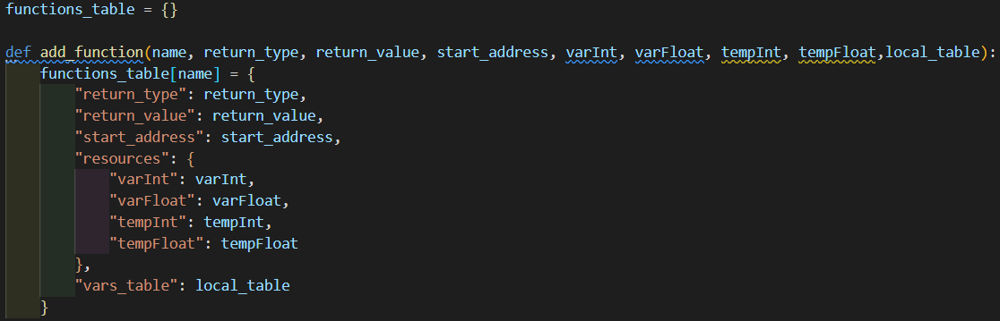 functions_table = {}

def add_function(name, return_type, return_value, start_address, varInt, varFloat, tempInt, tempFloat,local_table):
    functions_table[name] = {
        "return_type": return_type,
        "return_value": return_value,
        "start_address": start_address,
        "resources": {
            "varInt": varInt,
            "varFloat": varFloat,
            "tempInt": tempInt,
            "tempFloat": tempFloat
        },
        "vars_table": local_table
    }